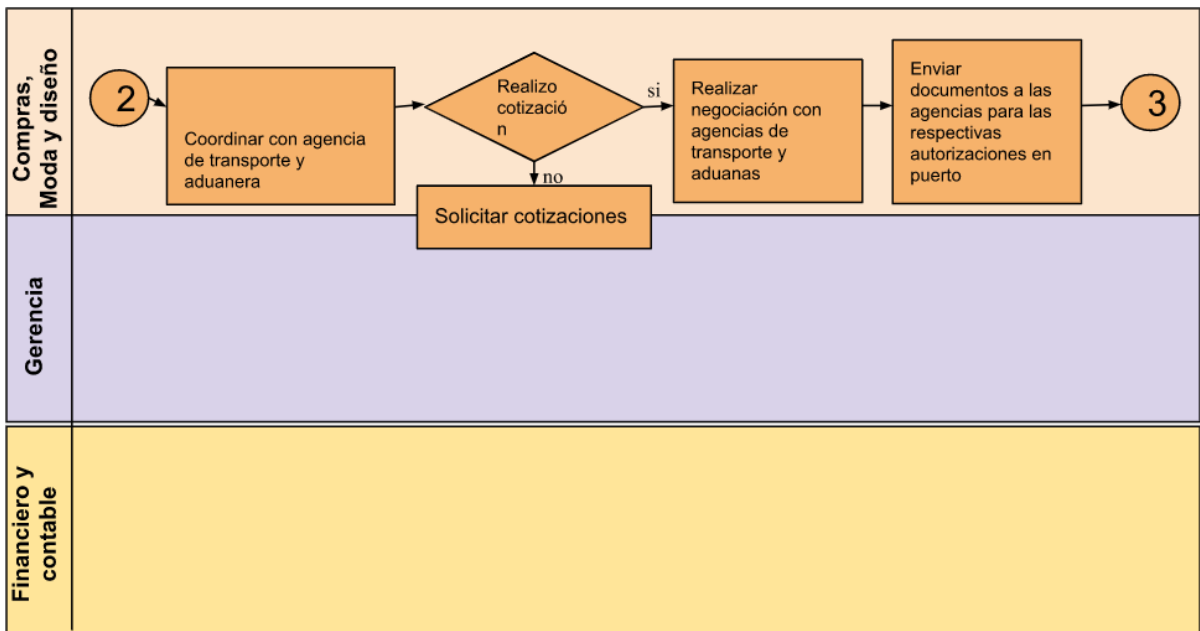 Compras,
Moda y diseño
2
Coordinar con agencia
de transporte y
aduanera
Realizo
cotizació
n
si
no
Solicitar cotizaciones
Realizar
negociación con
agencias de
transporte y
aduanas
Enviar
documentos a las
agencias para las
respectivas
autorizaciones en
puerto
3
Gerencia
Financiero y
contable